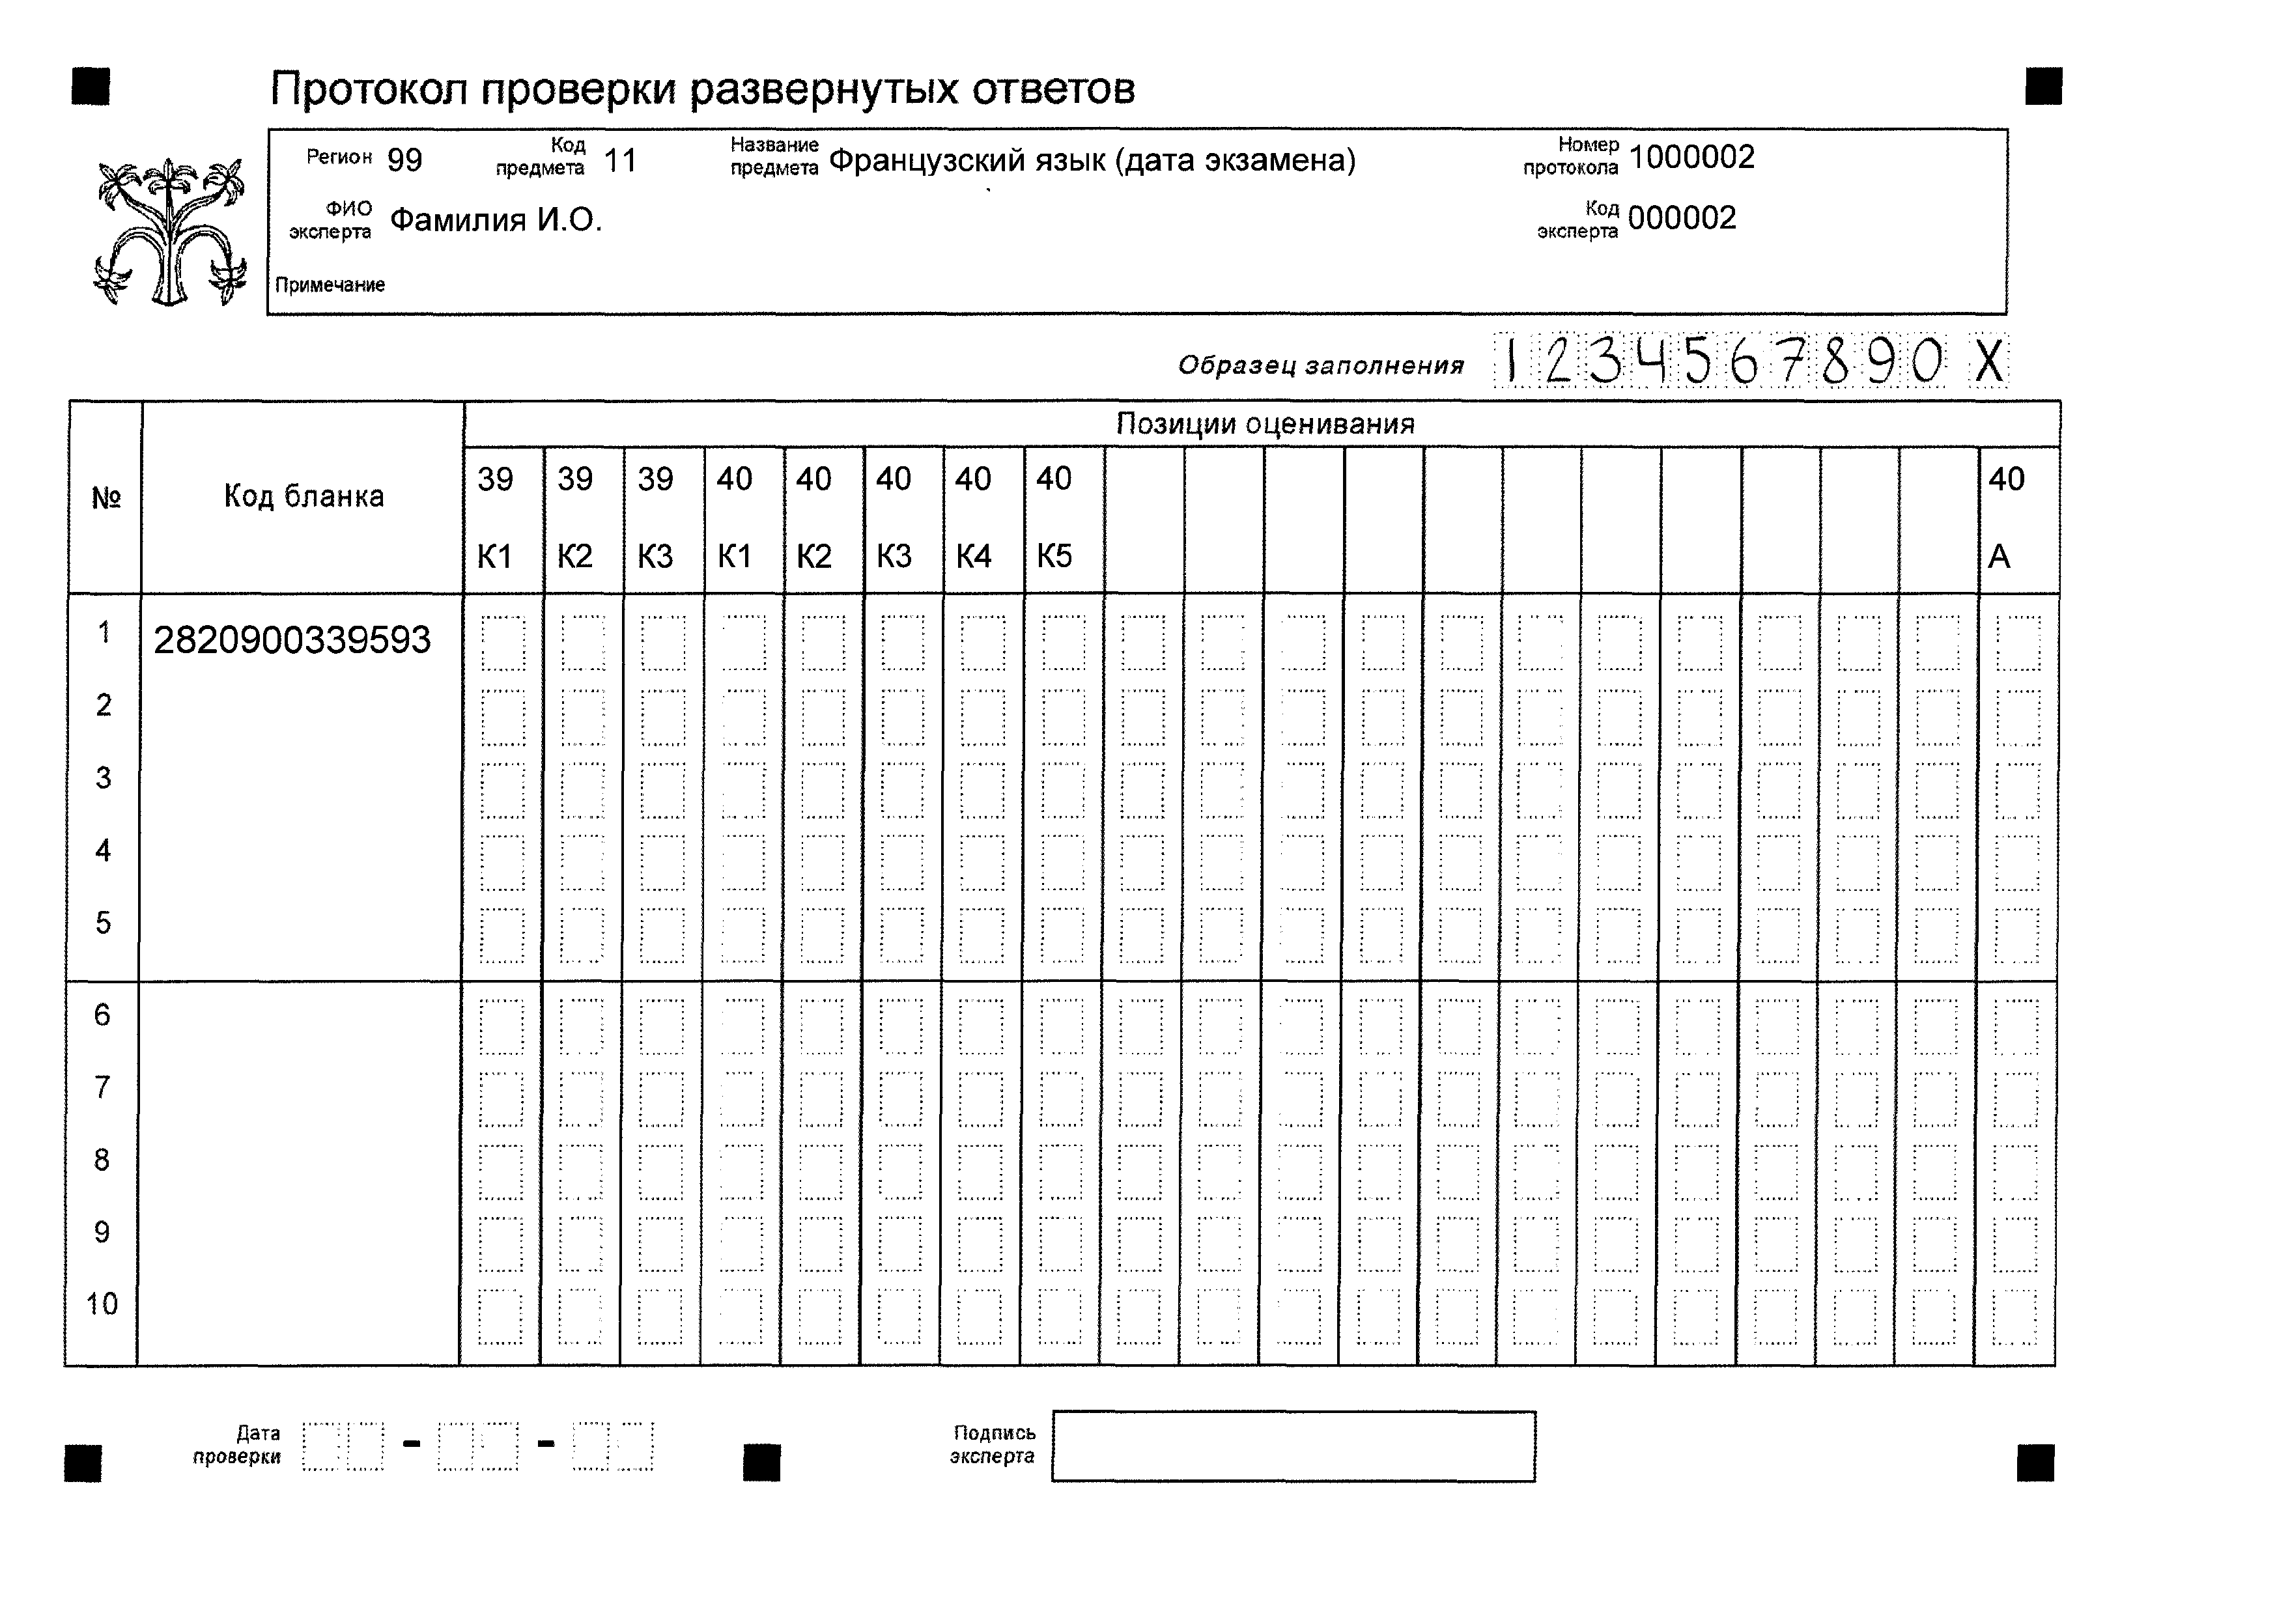 Протокол проверки развернутых ответов
Регион 99 Код предмета 11 Название предмета Французский язык (дата экзамена) Номер протокола 1000002
ФИО эксперта Фамилия И.О. Код эксперта 000002
Примечание
Образец заполнения 1 2 3 4 5 6 7 8 9 0 X
№ Код бланка Позиции оценивания
39 39 39 40 40 40 40 40 40
К1 К2 К3 К1 К2 К3 К4 К5 А
1 2820900339593
2
3
4
5
6
7
8
9
10
Дата проверки - - Подпись эксперта